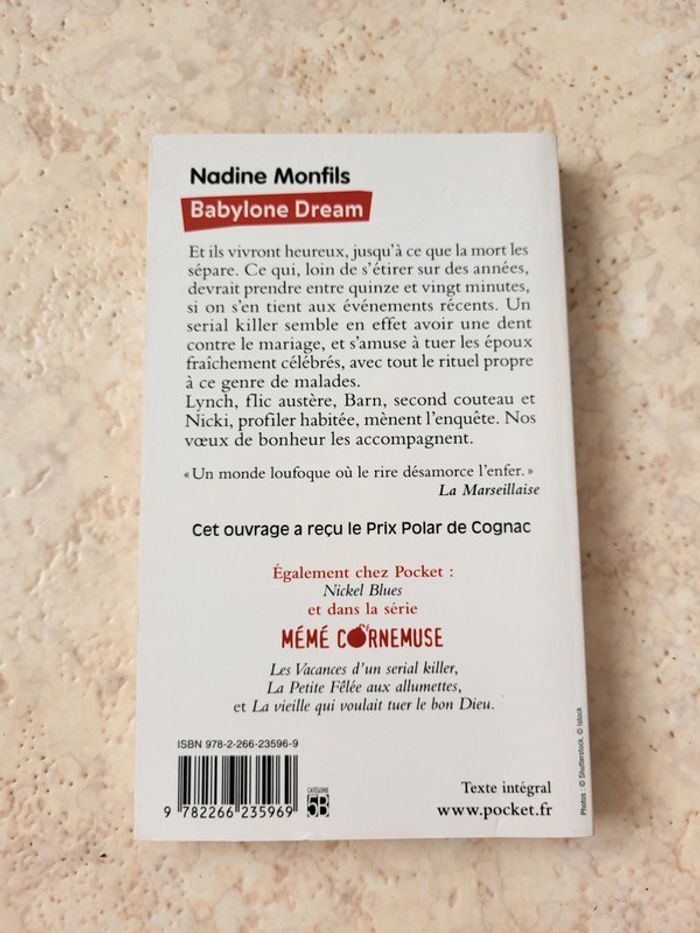 Nadine Monfils
Babylone Dream
Et ils vivront heureux, jusqu'à ce que la mort les
sépare. Ce qui, loin de s'étirer sur des années,
devrait prendre entre quinze et vingt minutes,
si on s'en tient aux événements récents. Un
serial killer semble en effet avoir une dent
contre le mariage, et s'amuse à tuer les époux
fraîchement célébrés, avec tout le rituel propre
à ce genre de malades.
Lynch, flic austère, Barn, second couteau et
Nicki, profiler habitée, mènent l'enquête. Nos
vœux de bonheur les accompagnent.
« Un monde loufoque où le rire désamorce l'enfer. »
La Marseillaise
Cet ouvrage a reçu le Prix Polar de Cognac
Également chez Pocket :
Nickel Blues
et dans la série
MÉMÉ CORNEMUSE
Les Vacances d'un serial killer,
La Petite Fêlée aux allumettes,
et La vieille qui voulait tuer le bon Dieu.
ISBN 978-2-266-23596-9
9 782266 235969
CATÉGORIE
5B
Texte intégral
www.pocket.fr
Photos : © Shutterstock, © Istock